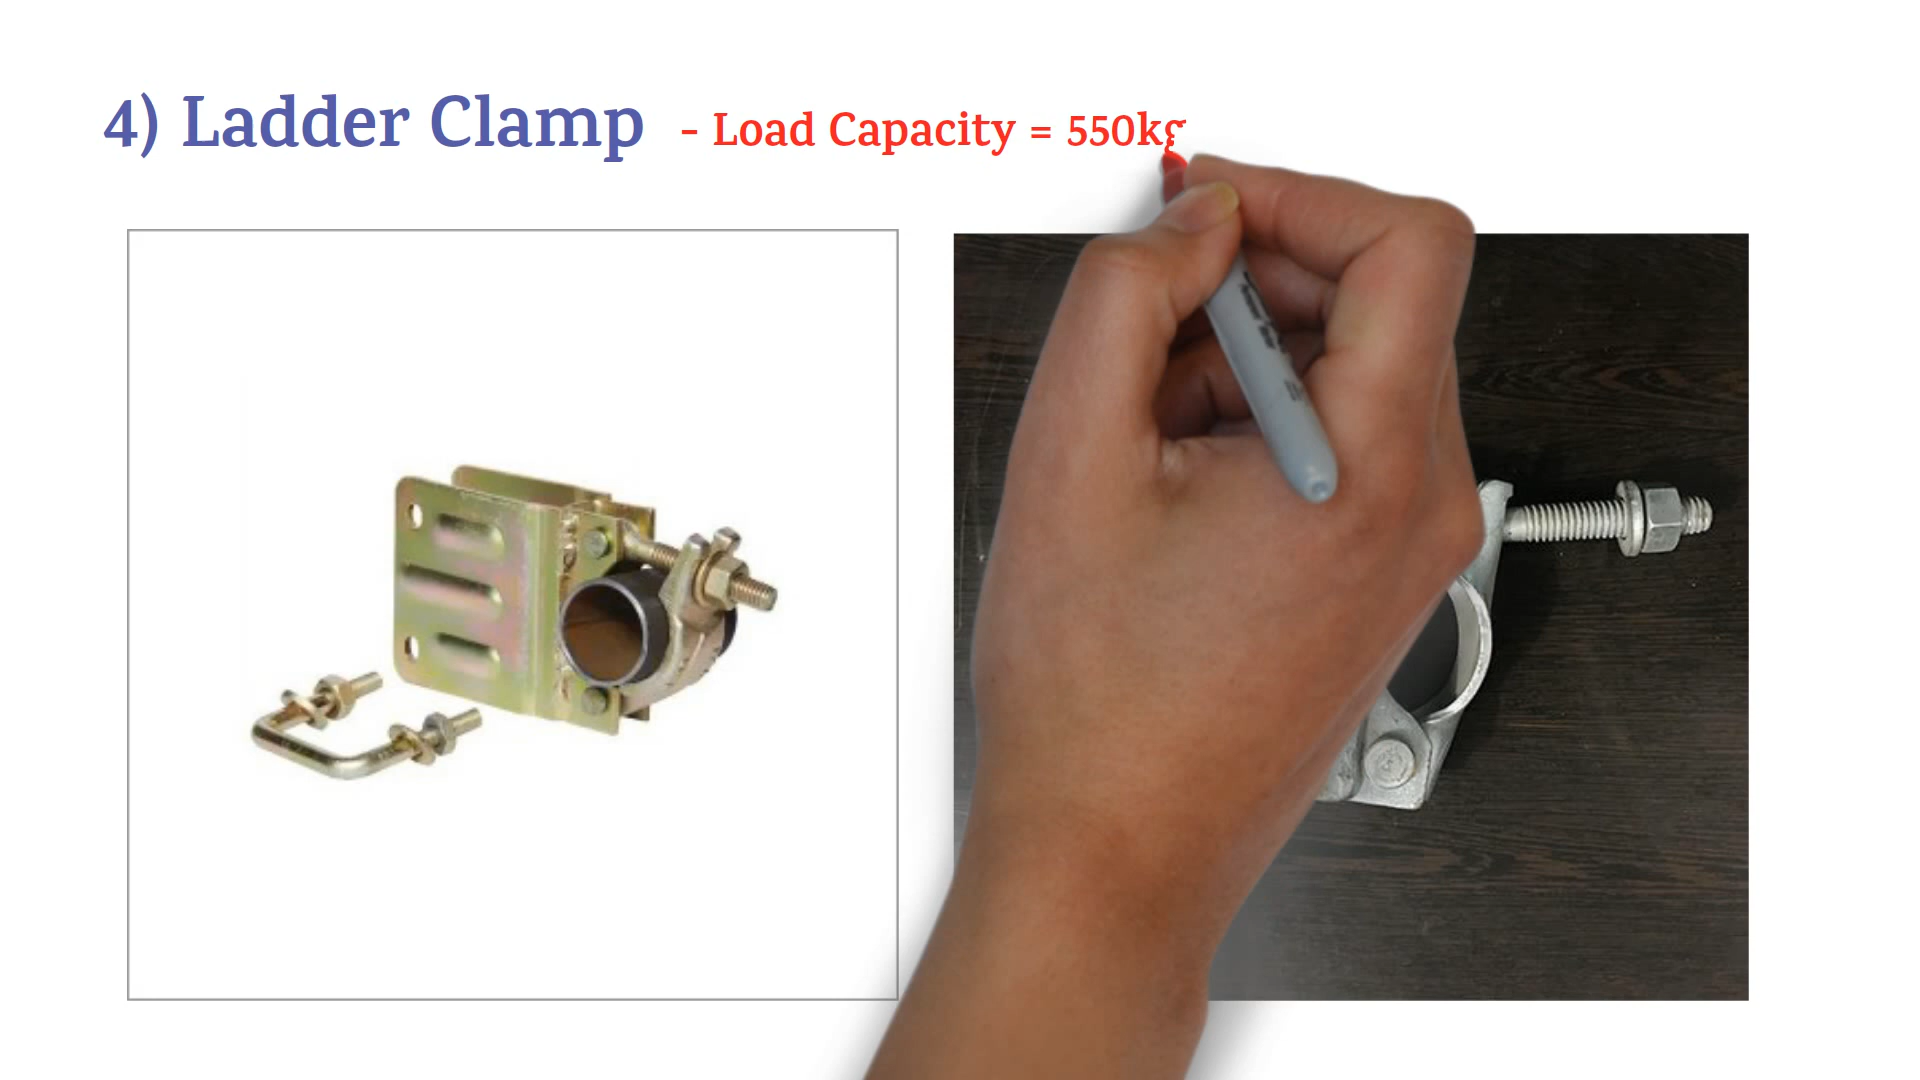 4) Ladder Clamp - Load Capacity = 550kg